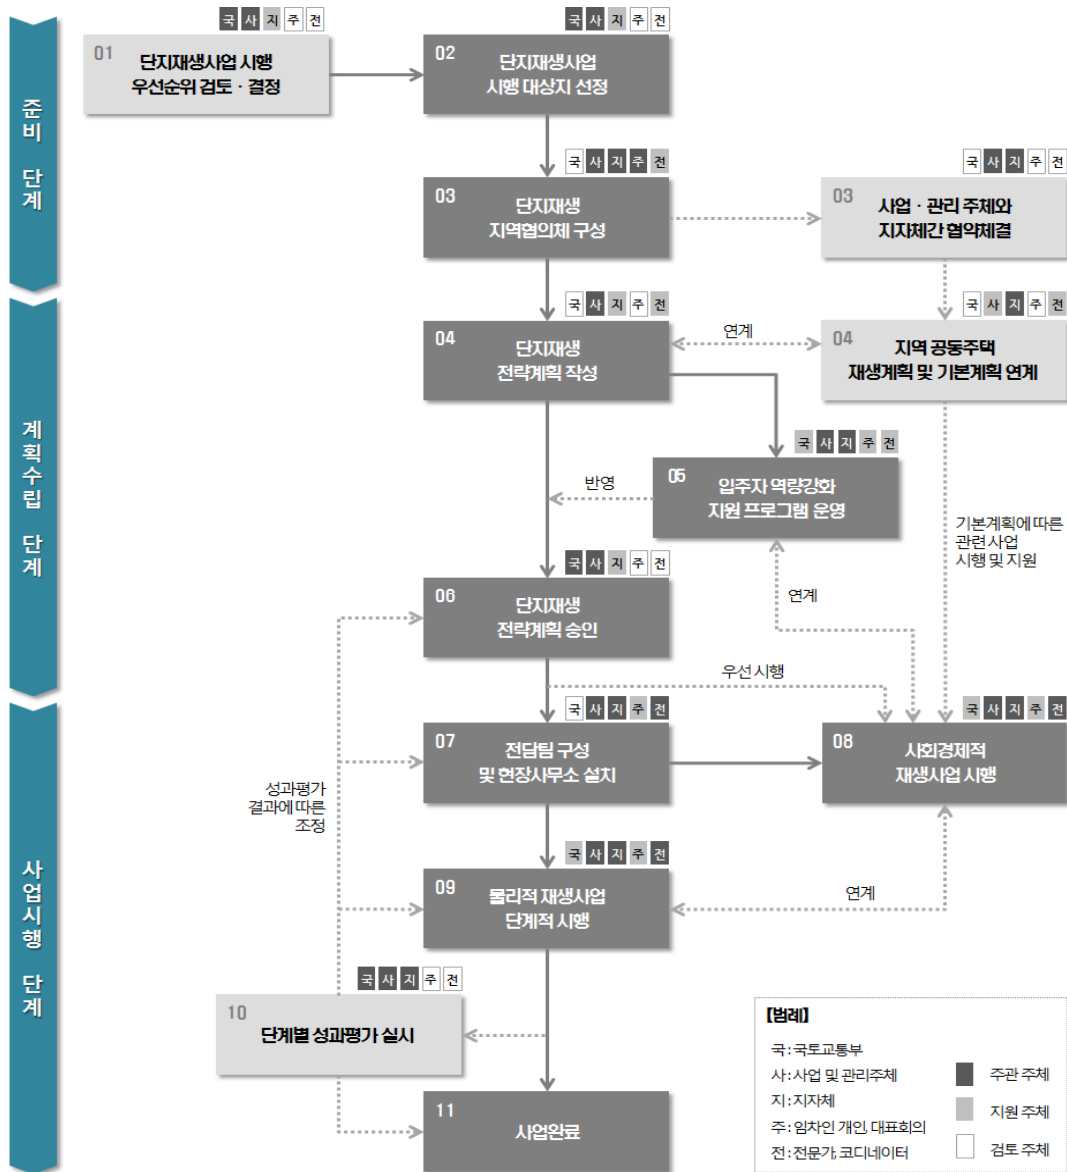 준비 단계
국 사 지 주 전
01
단지재생사업 시행
우선순위 검토 · 결정
국 사 지 주 전
02
단지재생사업
시행 대상지 선정
국 사 지 주 전
03
단지재생
지역협의체 구성
국 사 지 주 전
03
사업 · 관리 주체와
지자체간 협약체결
계획수립 단계
국 사 지 주 전
04
단지재생
전략계획 작성
연계
국 사 지 주 전
04
지역 공동주택
재생계획 및 기본계획 연계
국 사 지 주 전
05
입주자 역량강화
지원 프로그램 운영
반영
기본계획에 따른
관련 사업
시행 및 지원
연계
국 사 지 주 전
06
단지재생
전략계획 승인
우선 시행
사업시행 단계
국 사 지 주 전
07
전담팀 구성
및 현장사무소 설치
국 사 지 주 전
08
사회경제적
재생사업 시행
성과평가
결과에 따른
조정
국 사 지 주 전
09
물리적 재생사업
단계적 시행
연계
국 사 지 주 전
10
단계별 성과평가 실시
11
사업완료
【범례】
국 : 국토교통부
사 : 사업 및 관리주체
지 : 지자체
주 : 임차인 개인, 대표회의
전 : 전문가, 코디네이터
주관 주체
지원 주체
검토 주체